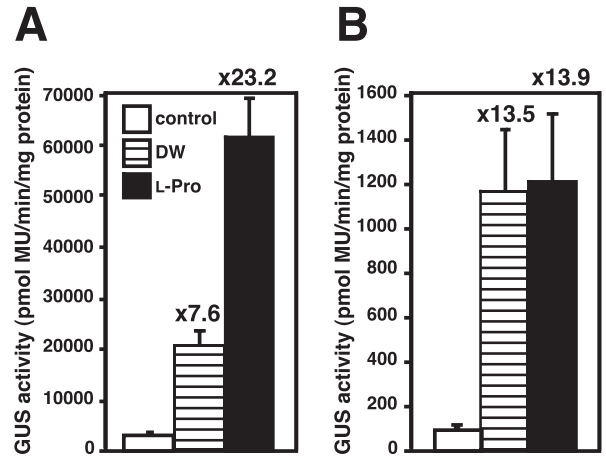 A
GUS activity (pmol MU/min/mg protein)
70000
60000
50000
40000
30000
20000
10000
0
control
DW
L-Pro
x7.6
x23.2
B
GUS activity (pmol MU/min/mg protein)
1600
1400
1200
1000
800
600
400
200
0
x13.5
x13.9